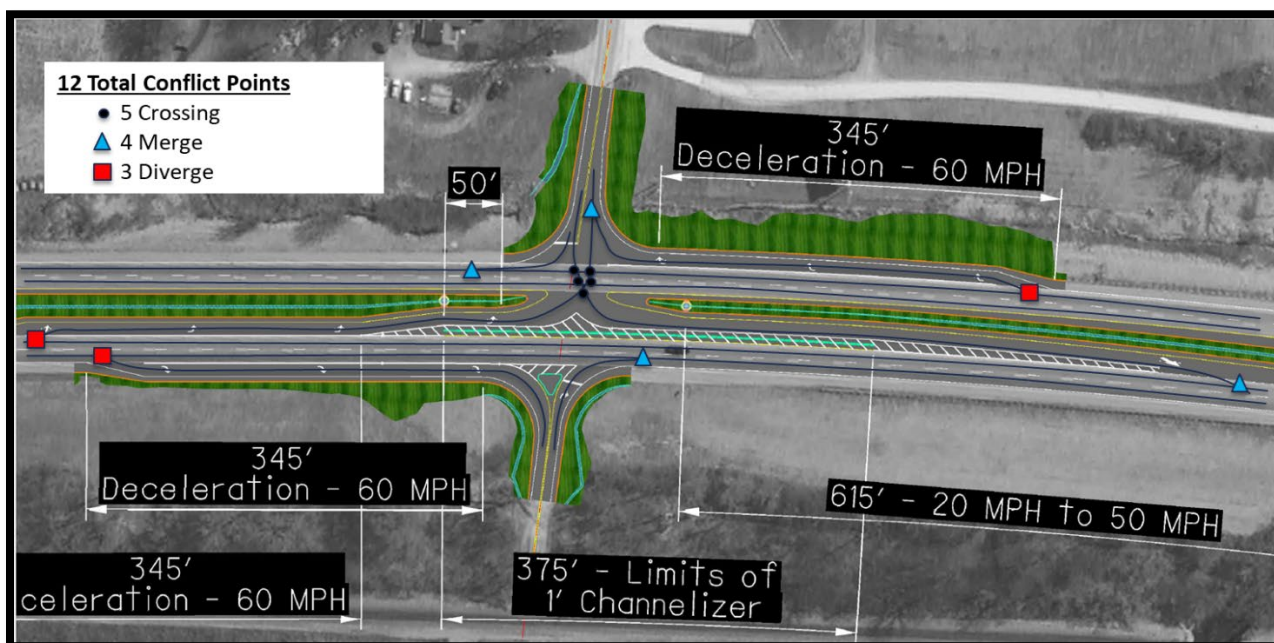 12 Total Conflict Points
5 Crossing
4 Merge
3 Diverge
345'
Deceleration - 60 MPH
50'
345'
Deceleration - 60 MPH
615' - 20 MPH to 50 MPH
345'
celeration - 60 MPH
375' - Limits of
1' Channelizer